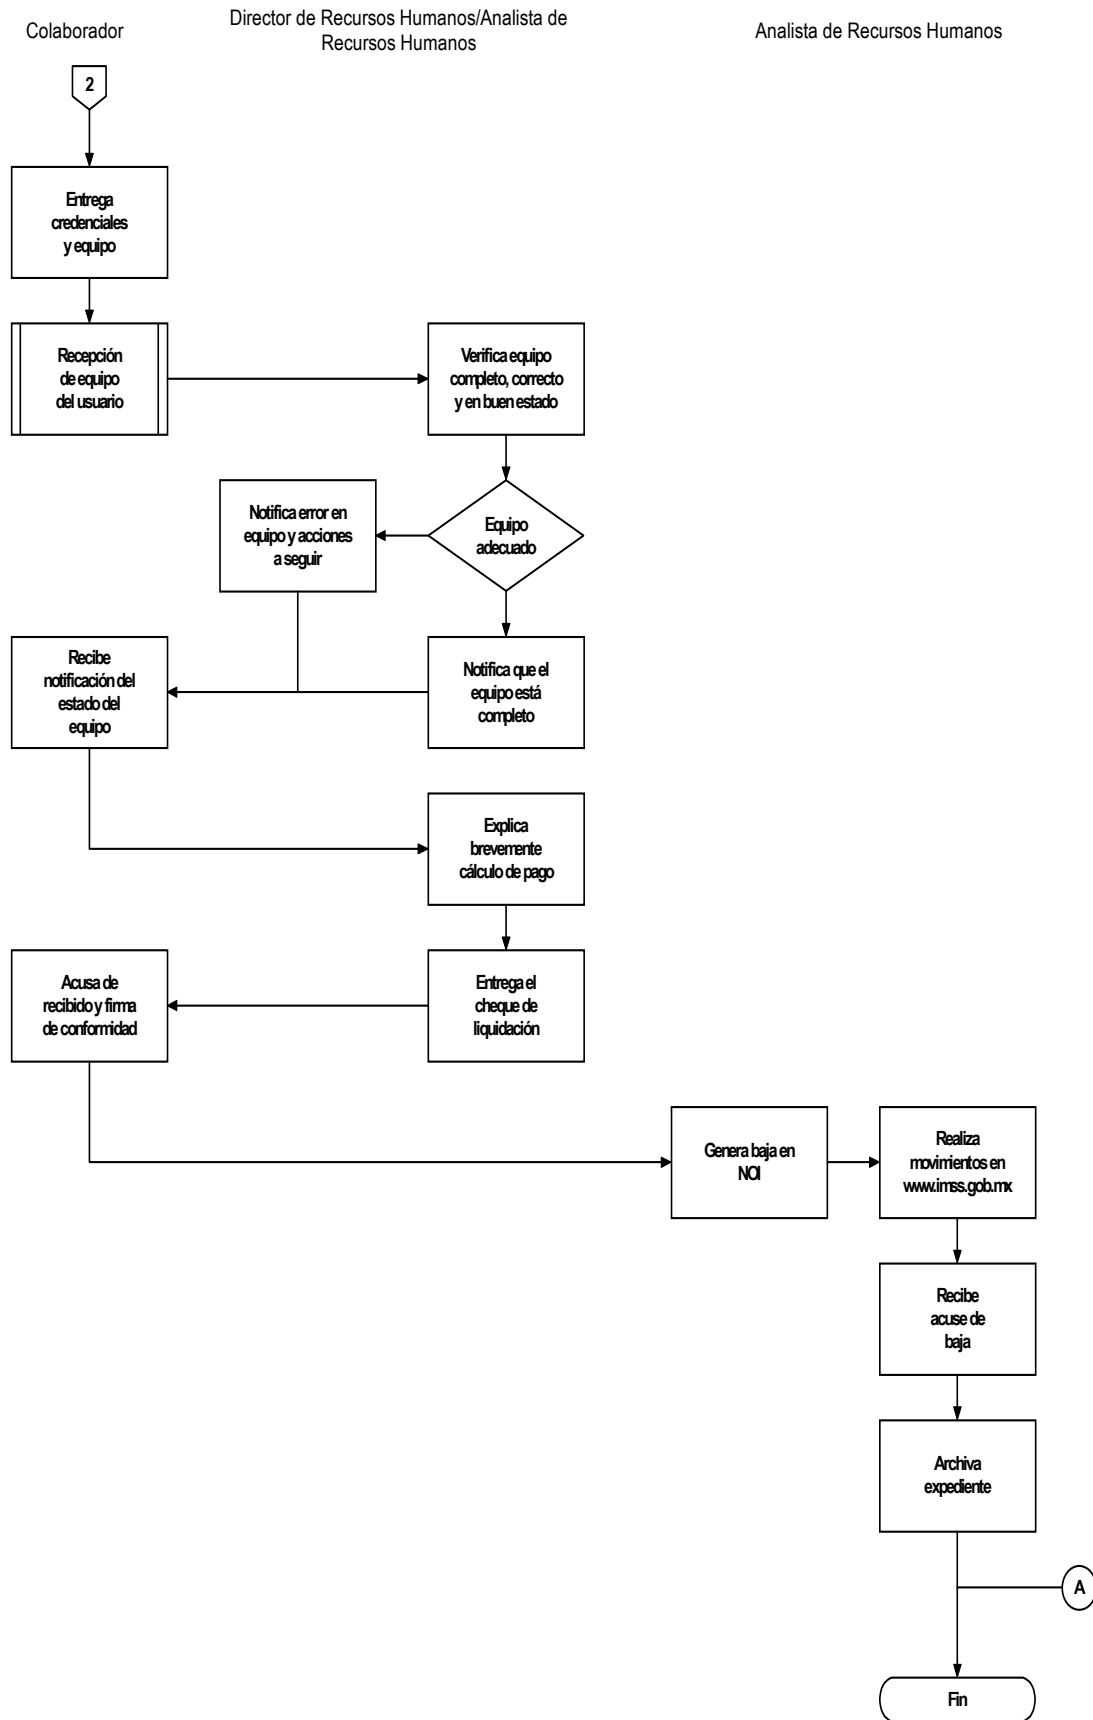 Colaborador
Director de Recursos Humanos/Analista de
Recursos Humanos
Analista de Recursos Humanos
2
Entrega
credenciales
y equipo
Recepción
de equipo
del usuario
Verifica equipo
completo, correcto
y en buen estado
Notifica error en
equipo y acciones
a seguir
Equipo
adecuado
Recibe
notificación del
estado del
equipo
Notifica que el
equipo está
completo
Explica
brevemente
cálculo de pago
Acusa de
recibido y firma
de conformidad
Entrega el
cheque de
liquidación
Genera baja en
NOI
Realiza
movimientos en
www.imss.gob.mx
Recibe
acuse de
baja
Archiva
expediente
A
Fin